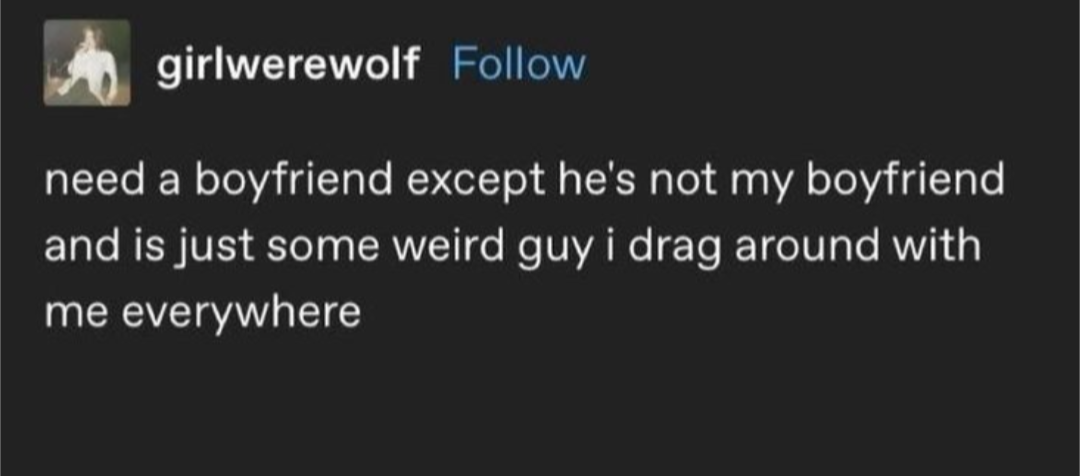 girlwerewolf Follow
need a boyfriend except he's not my boyfriend
and is just some weird guy i drag around with
me everywhere